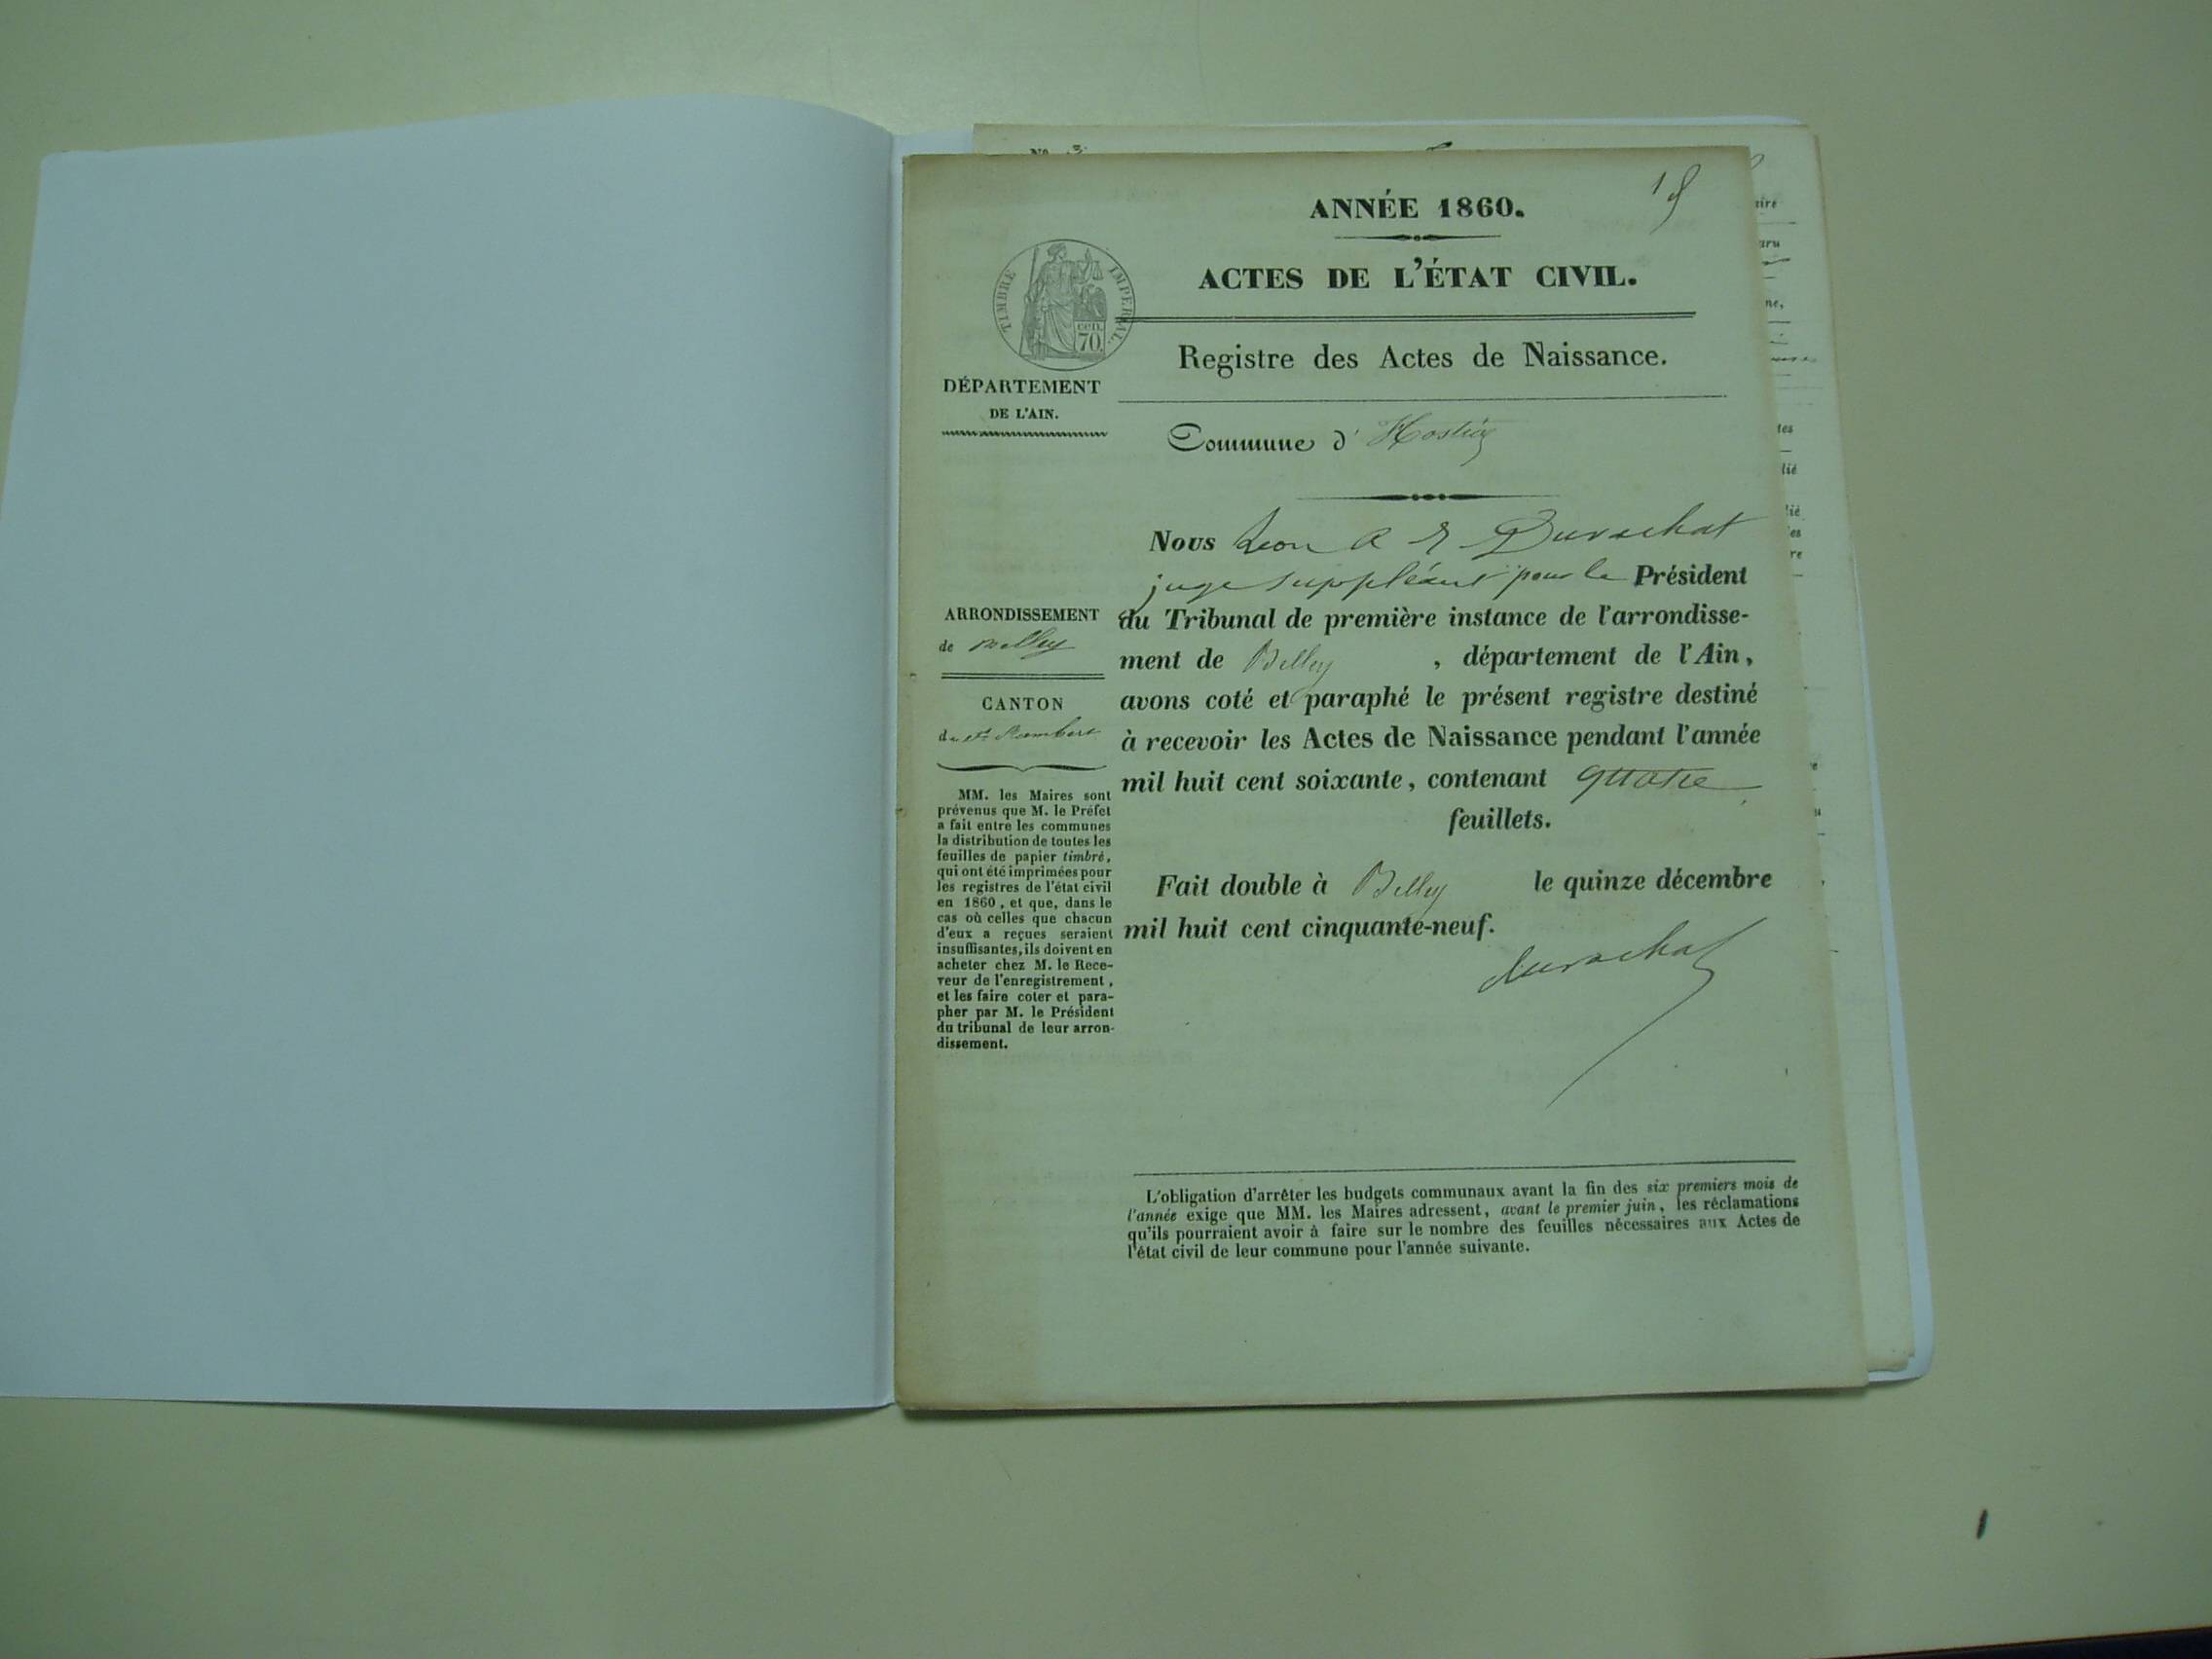 Nº 3
ANNÉE 1860.
ACTES DE L'ÉTAT CIVIL.
TIMBRE IMPERIAL.
CEN.
70.
Registre des Actes de Naissance.
DÉPARTEMENT
DE L'AIN.
Commune d' Hostiaz
Nous Leon A E Durochat
juge suppléant pour le Président
du Tribunal de première instance de l'arrondisse-
ment de Belley , département de l'Ain,
avons coté et paraphé le présent registre destiné
à recevoir les Actes de Naissance pendant l'année
mil huit cent soixante, contenant quatre
feuillets.
Fait double à Belley le quinze décembre
mil huit cent cinquante-neuf.
durochat
ARRONDISSEMENT
de Belley
CANTON
de St Rambert
MM. les Maires sont
prévenus que M. le Préfet
a fait entre les communes
la distribution de toutes les
feuilles de papier timbré,
qui ont été imprimées pour
les registres de l'état civil
en 1860, et que, dans le
cas où celles que chacun
d'eux a reçues seraient
insuffisantes, ils doivent en
acheter chez M. le Rece-
veur de l'enregistrement,
et les faire coter et para-
pher par M. le Président
du tribunal de leur arron-
dissement.
L'obligation d'arrêter les budgets communaux avant la fin des six premiers mois de
l'année exige que MM. les Maires adressent, avant le premier juin, les réclamations
qu'ils pourraient avoir à faire sur le nombre des feuilles nécessaires aux Actes de
l'état civil de leur commune pour l'année suivante.